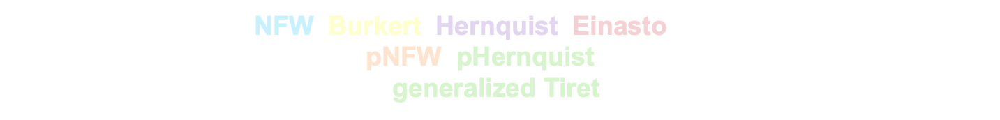 NFW Burkert Hernquist Einasto
pNFW pHernquist
generalized Tiret